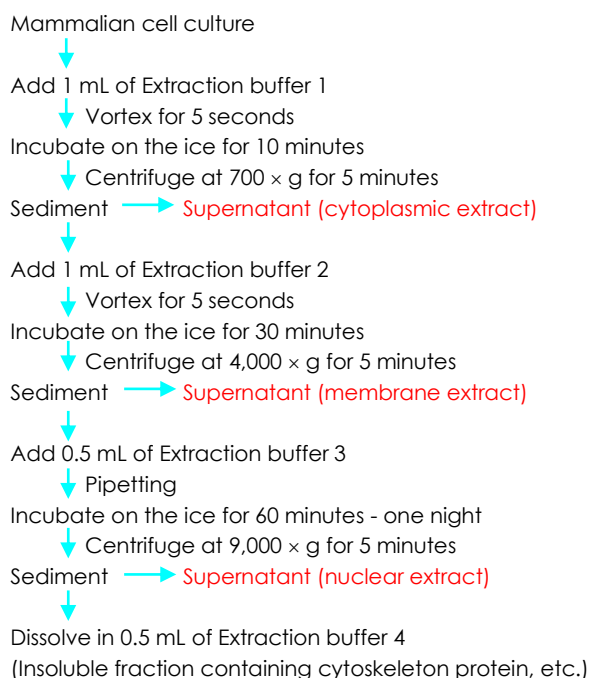 Mammalian cell culture
Add 1 mL of Extraction buffer 1
Vortex for 5 seconds
Incubate on the ice for 10 minutes
Centrifuge at 700 × g for 5 minutes
Sediment Supernatant (cytoplasmic extract)
Add 1 mL of Extraction buffer 2
Vortex for 5 seconds
Incubate on the ice for 30 minutes
Centrifuge at 4,000 × g for 5 minutes
Sediment Supernatant (membrane extract)
Add 0.5 mL of Extraction buffer 3
Pipetting
Incubate on the ice for 60 minutes - one night
Centrifuge at 9,000 × g for 5 minutes
Sediment Supernatant (nuclear extract)
Dissolve in 0.5 mL of Extraction buffer 4
(Insoluble fraction containing cytoskeleton protein, etc.)